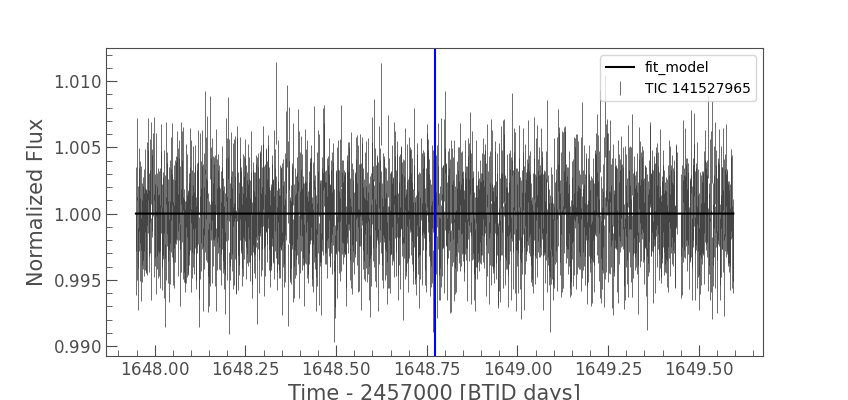 fit_model
TIC 141527965
1.010
1.005
1.000
0.995
0.990
Normalized Flux
1648.00 1648.25 1648.50 1648.75 1649.00 1649.25 1649.50
Time - 2457000 [BTJD days]